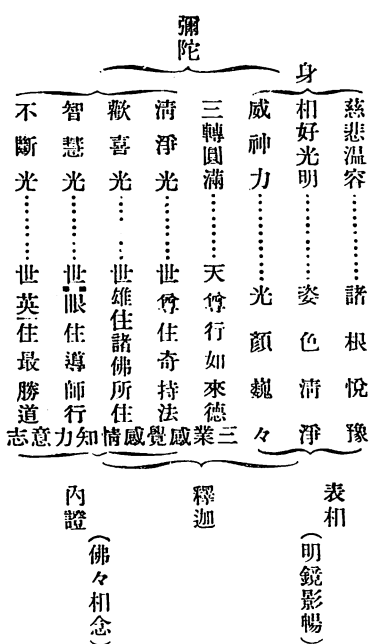 彌陀
身
慈悲温容…………諸根悅豫
相好光明…………姿色清淨
威神力…………光顏巍々
三轉圓滿…………天尊行如來德
淸淨光…………世尊住奇持法
歡喜光…………世雄住諸佛所住
智慧光…………世眼住導師行
不斷光…………世英住最勝道
三業感覺感情知力意志
表相
(明鏡影暢)
釋迦
內證
(佛々相念)